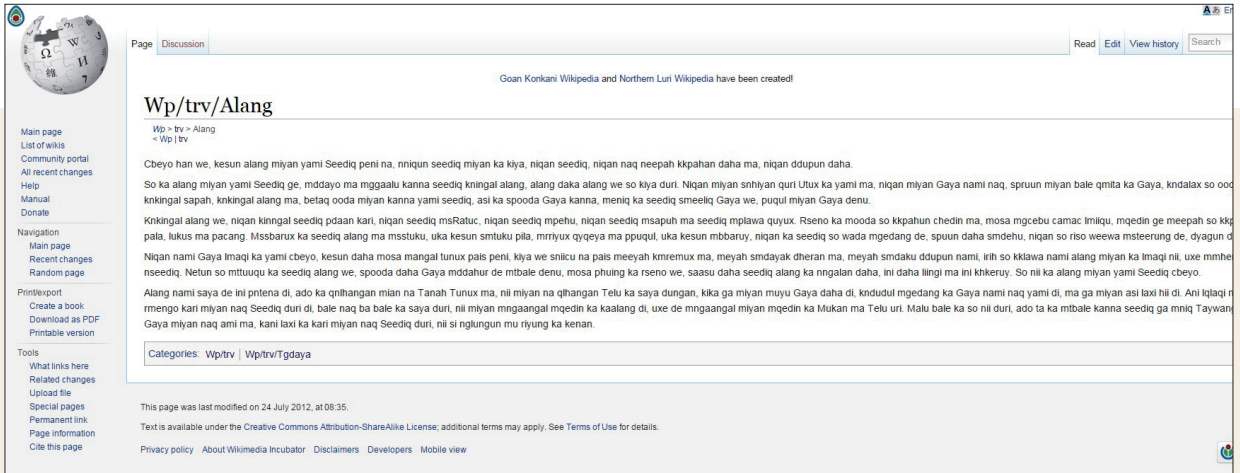 En
Page Discussion
Read Edit View history Search
Goan Konkani Wikipedia and Northern Luri Wikipedia have been created!
Wp/trv/Alang
Wp > trv > Alang
< Wp | trv
Main page
List of wikis
Community portal
All recent changes
Help
Manual
Donate
Navigation
Main page
Recent changes
Random page
Print/export
Create a book
Download as PDF
Printable version
Tools
What links here
Related changes
Upload file
Special pages
Permanent link
Page information
Cite this page
Cbeyo han we, kesun alang miyan yami Seediq peni na, nniqun seediq miyan ka kiya, niqan seediq, niqan naq neepah kkpahan daha ma, niqan ddupun daha.
So ka alang miyan yami Seediq ge, mddayo ma mggaalu kanna seediq kningal alang, alang daka alang we so kiya duri. Niqan miyan snhiyan quri Utux ka yami ma, niqan miyan Gaya nami naq, spruun miyan bale qmita ka Gaya, kndalax so ood
knkingal sapah, knkingal alang ma, betaq ooda miyan kanna yami seediq, asi ka spooda Gaya kanna, meniq ka seediq smeeliq Gaya we, puqul miyan Gaya denu.
Knkingal alang we, niqan kinngal seediq pdaan kari, niqan seediq msRatuc, niqan seediq mpehu, niqan seediq msapuh ma seediq mplawa quyux. Rseno ka mooda so kkpahun chedin ma, mosa mgcebu camac lmiiqu, mqedin ge meepah so kkp
pala, lukus ma pacang. Mssbarux ka seediq alang ma msstuku, uka kesun smtuku pila, mrriyux qyqeya ma ppuqul, uka kesun mbbaruy, niqan ka seediq so wada mgedang de, spuun daha smdehu, niqan so riso weewa msteerung de, dyagun d
Niqan nami Gaya lmaqi ka yami cbeyo, kesun daha mosa mangal tunux pais peni, kiya we sniicu na pais meeyah kmremux ma, meyah smdayak dheran ma, meyah smdaku ddupun nami, irih so kklawa nami alang miyan ka lmaqi nii, uxe mmhe
nseediq. Netun so mttuuqu ka seediq alang we, spooda daha Gaya mddahur de mtbale denu, mosa phuing ka rseno we, saasu daha seediq alang ka nngalan daha, ini daha liingi ma ini khkeruy. So nii ka alang miyan yami Seediq cbeyo.
Alang nami saya de ini pntena di, ado ka qnlhangan mian na Tanah Tunux ma, nii miyan na qlhangan Telu ka saya dungan, kika ga miyan muyu Gaya daha di, kndudul mgedang ka Gaya nami naq yami di, ma ga miyan asi laxi hii di. Ani lqlaqi
rmengo kari miyan naq Seediq duri di, bale naq ba bale ka saya duri, nii miyan mngaangal mqedin ka kaalang di, uxe de mngaangal miyan mqedin ka Mukan ma Telu uri. Malu bale ka so nii duri, ado ta ka mtbale kanna seediq ga mniq Taywan
Gaya miyan naq ami ma, kani laxi ka kari miyan naq Seediq duri, nii si nglungun mu riyung ka kenan.
Categories: Wp/trv | Wp/trv/Tgdaya
This page was last modified on 24 July 2012, at 08:35.
Text is available under the Creative Commons Attribution-ShareAlike License; additional terms may apply. See Terms of Use for details.
Privacy policy About Wikimedia Incubator Disclaimers Developers Mobile view